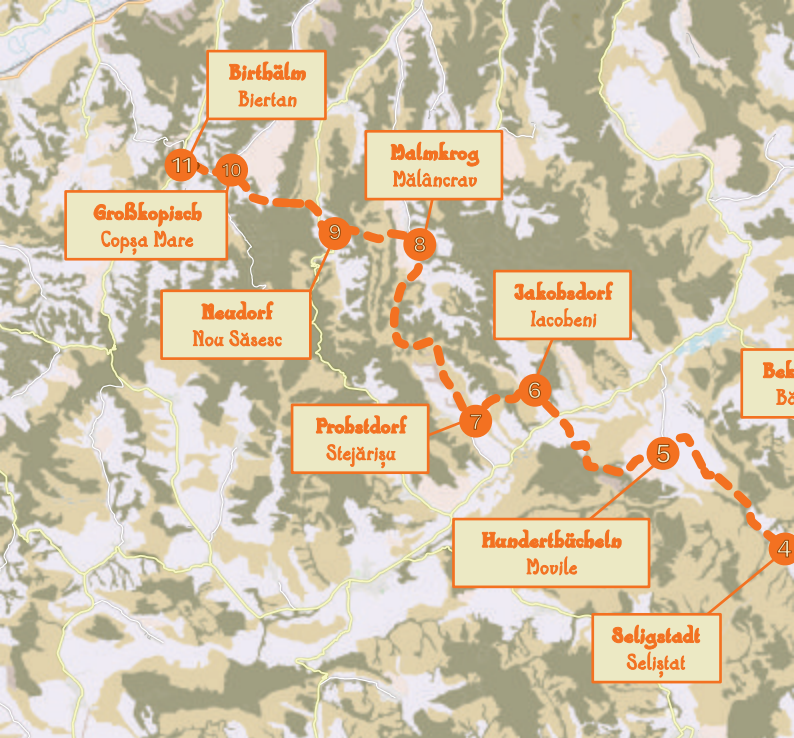 Birthälm
Biertan
11
10
Malmkrog
Mălâncrav
Großkopisch
Copșa Mare
9
8
Neudorf
Nou Săsesc
Jakobsdorf
Iacobeni
6
7
Probstdorf
Stejărișu
5
Hundertbücheln
Movile
4
Seligstadt
Seliștat